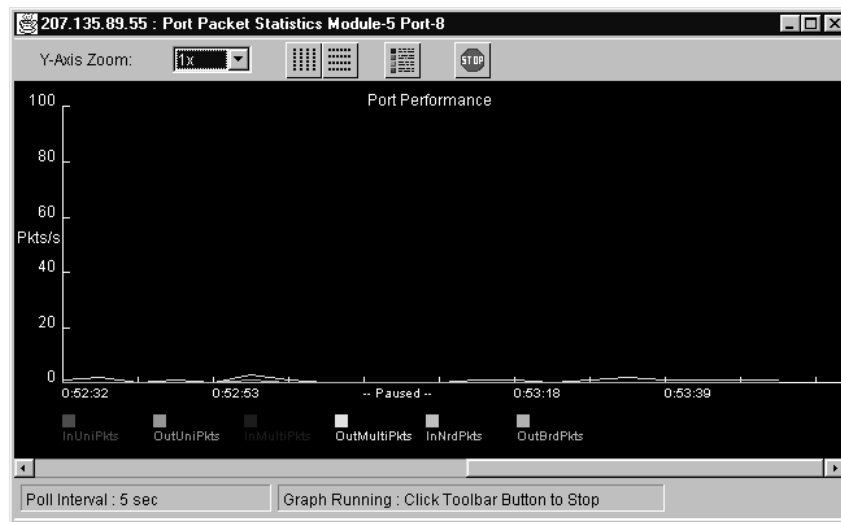 207.135.89.55 : Port Packet Statistics Module-5 Port-8
Y-Axis Zoom: 1x STOP
Port Performance
100
80
60
Pkts/s
40
20
0
0:52:32 0:52:53 -- Paused -- 0:53:18 0:53:39
InUniPkts OutUniPkts InMultiPkts OutMultiPkts InNrdPkts OutBrdPkts
Poll Interval : 5 sec Graph Running : Click Toolbar Button to Stop